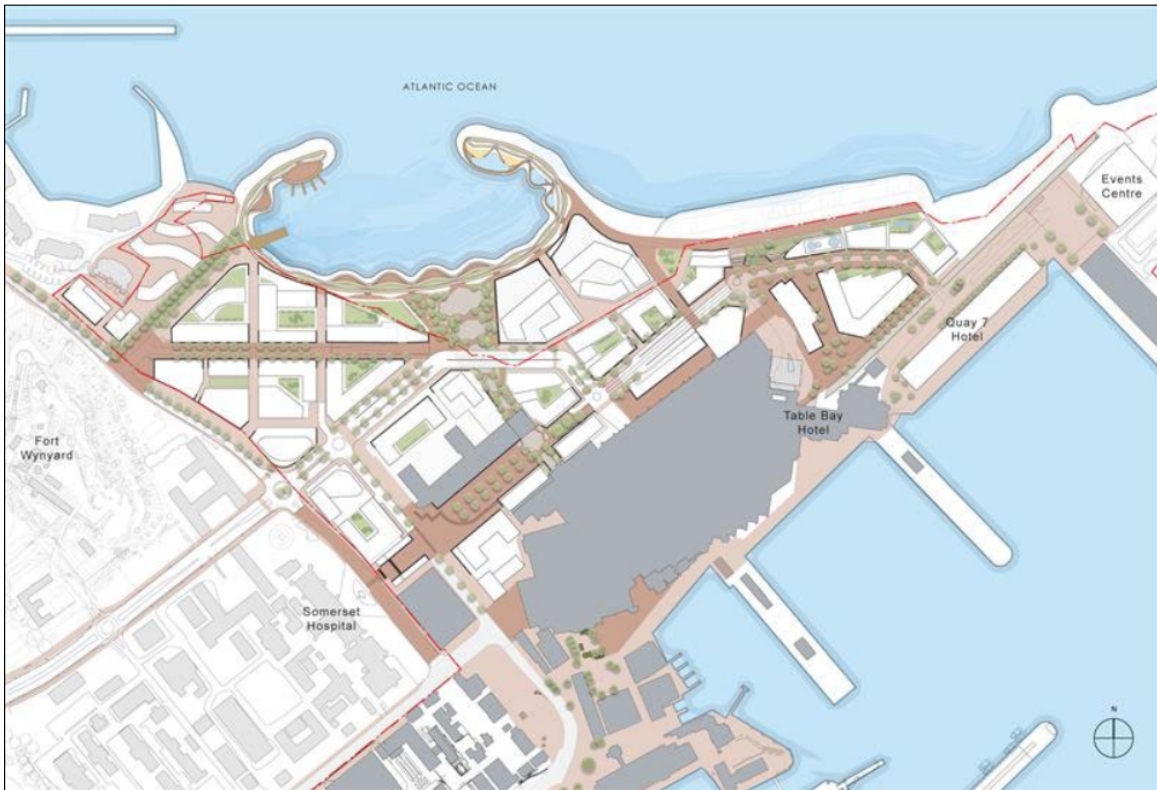 ATLANTIC OCEAN
Events
Centre
Quay 7
Hotel
Table Bay
Hotel
Fort
Wynyard
Somerset
Hospital
N